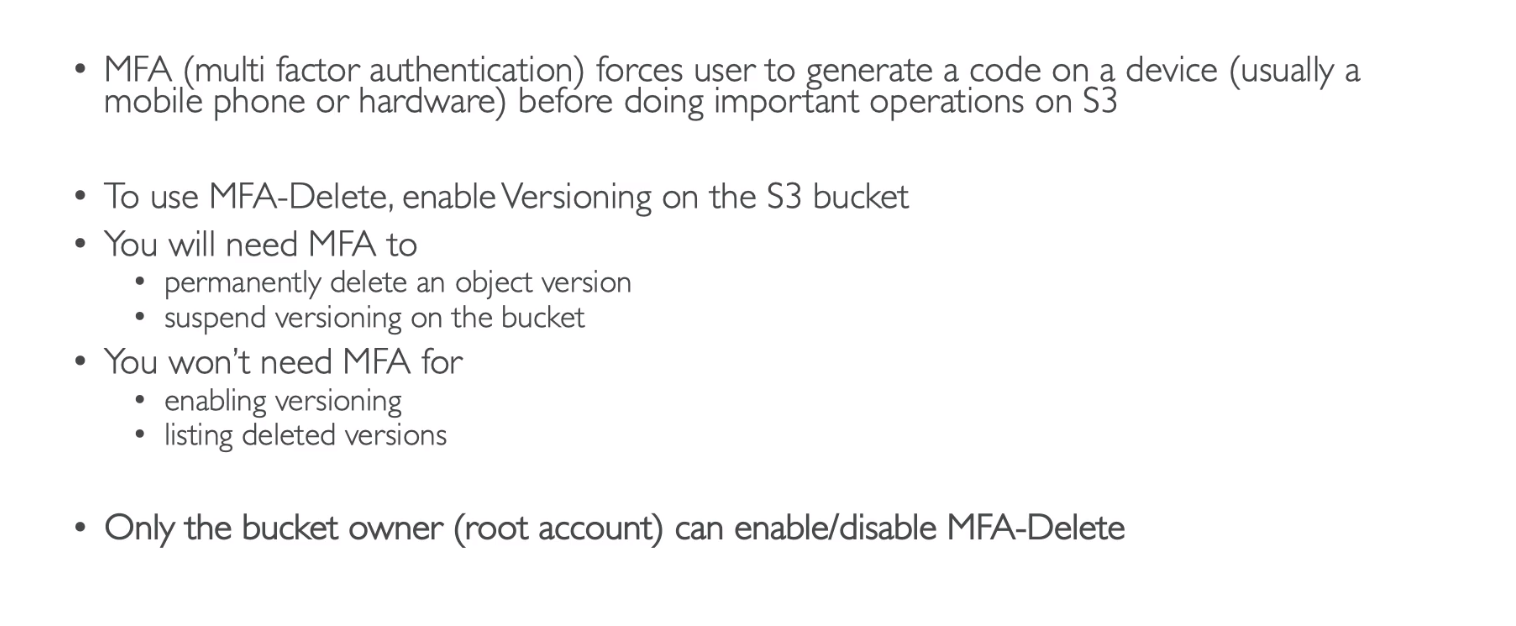 • MFA (multi factor authentication) forces user to generate a code on a device (usually a
mobile phone or hardware) before doing important operations on S3
• To use MFA-Delete, enable Versioning on the S3 bucket
• You will need MFA to
• permanently delete an object version
• suspend versioning on the bucket
• You won’t need MFA for
• enabling versioning
• listing deleted versions
• Only the bucket owner (root account) can enable/disable MFA-Delete